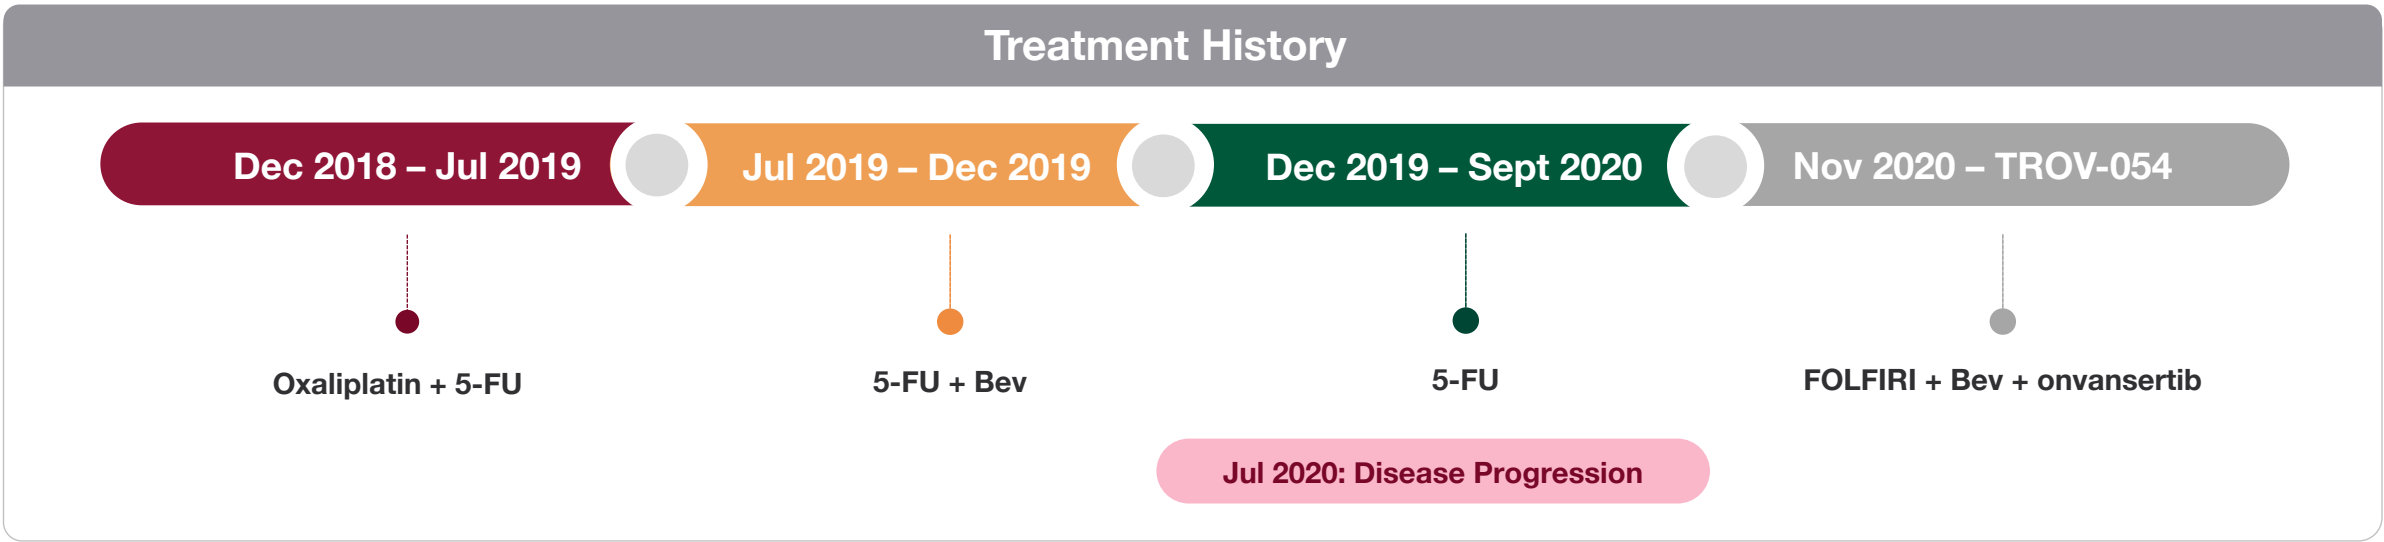 Treatment History
Dec 2018 – Jul 2019
Jul 2019 – Dec 2019
Dec 2019 – Sept 2020
Nov 2020 – TROV-054
Oxaliplatin + 5-FU
5-FU + Bev
5-FU
FOLFIRI + Bev + onvansertib
Jul 2020: Disease Progression